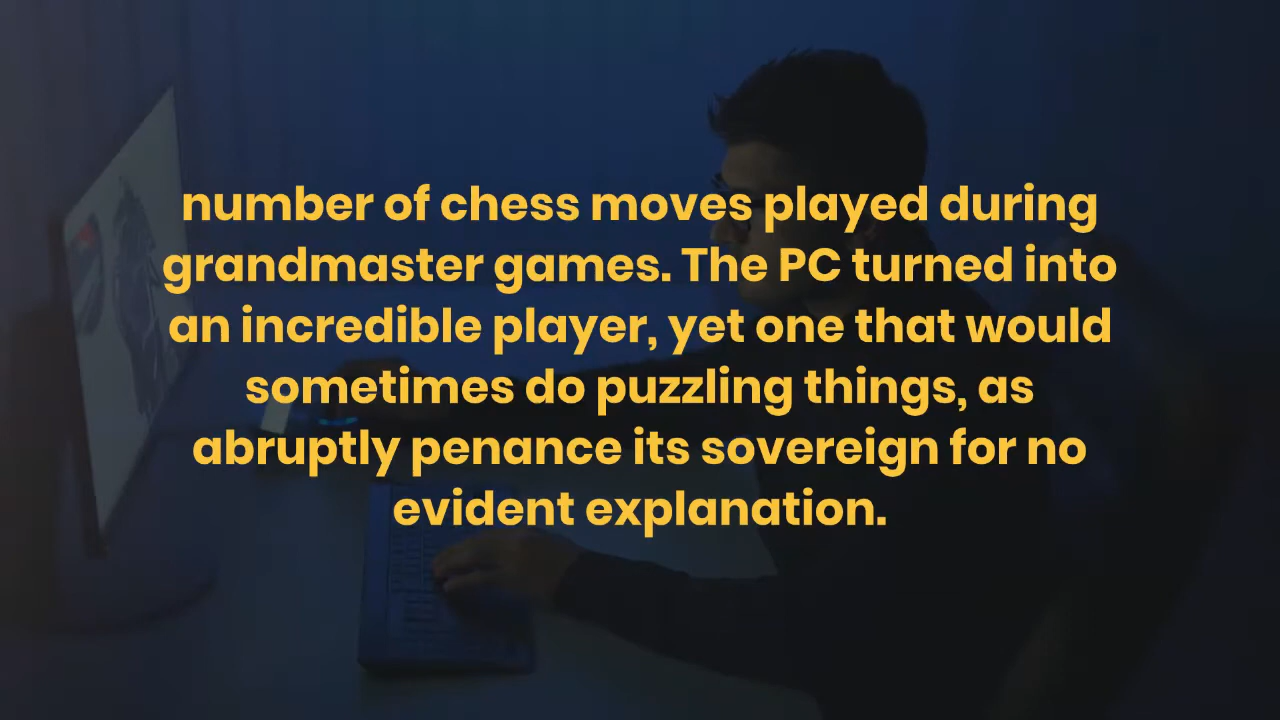 number of chess moves played during
grandmaster games. The PC turned into
an incredible player, yet one that would
sometimes do puzzling things, as
abruptly penance its sovereign for no
evident explanation.